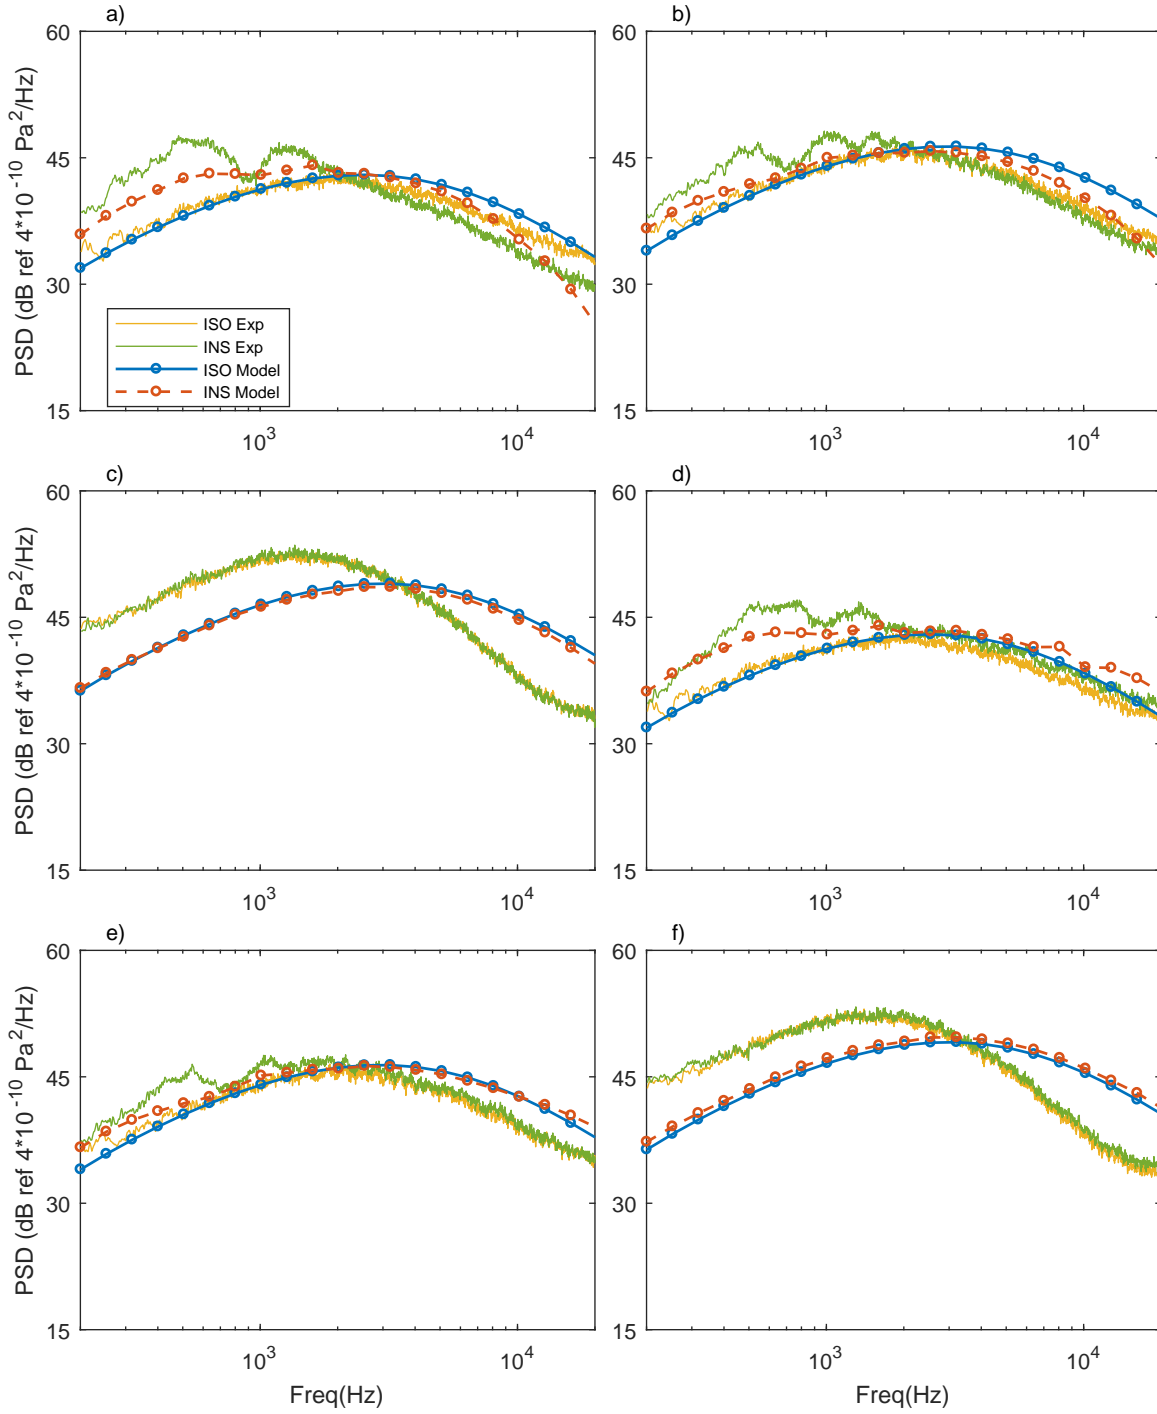 a)
b)
60
45
30
15
PSD (dB ref 4*10^-10 Pa^2/Hz)
ISO Exp
INS Exp
ISO Model
INS Model
10^3
10^4
60
45
30
15
10^3
10^4
c)
d)
60
45
30
15
PSD (dB ref 4*10^-10 Pa^2/Hz)
10^3
10^4
60
45
30
15
10^3
10^4
e)
f)
60
45
30
15
PSD (dB ref 4*10^-10 Pa^2/Hz)
10^3
10^4
Freq(Hz)
60
45
30
15
10^3
10^4
Freq(Hz)